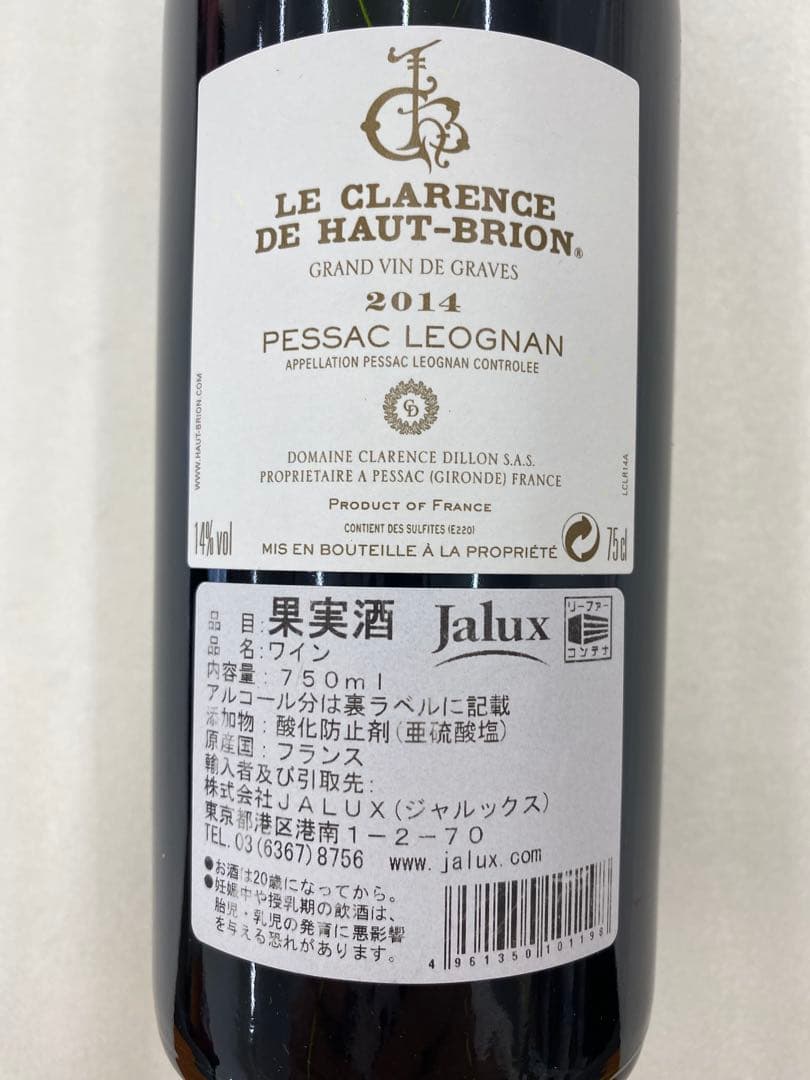 LE CLARENCE
DE HAUT-BRION®
GRAND VIN DE GRAVES
2014
PESSAC LEOGNAN
APPELLATION PESSAC LEOGNAN CONTROLEE
CD
DOMAINE CLARENCE DILLON S.A.S.
PROPRIETAIRE A PESSAC (GIRONDE) FRANCE
PRODUCT OF FRANCE
CONTIENT DES SULFITES (E220)
14% vol
MIS EN BOUTEILLE À LA PROPRIÉTÉ
75 cl
WWW.HAUT-BRION.COM
LCLR14A
品目:果実酒
Jalux
リーファー
コンテナ
品名:ワイン
内容量:750ml
アルコール分は裏ラベルに記載
添加物:酸化防止剤(亜硫酸塩)
原産国:フランス
輸入者及び引取先:
株式会社JALUX(ジャルックス)
東京都港区港南1-2-70
TEL.03(6367)8756 www.jalux.com
●お酒は20歳になってから。
●妊娠中や授乳期の飲酒は、
胎児・乳児の発育に悪影響
を与える恐れがあります。
4 961350 101198